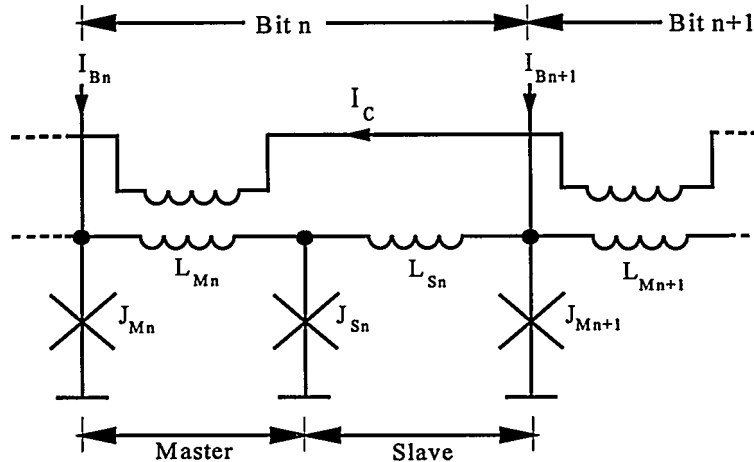 Bit n
Bit n+1
I_Bn
I_Bn+1
I_C
L_Mn
L_Sn
L_Mn+1
J_Mn
J_Sn
J_Mn+1
Master
Slave